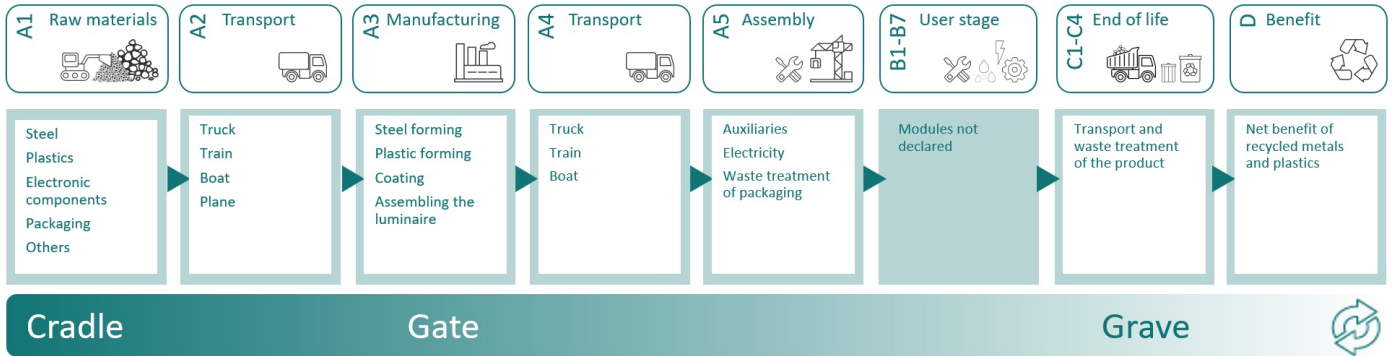 A1 Raw materials
A2 Transport
A3 Manufacturing
A4 Transport
A5 Assembly
B1-B7 User stage
C1-C4 End of life
D Benefit
Steel
Plastics
Electronic
components
Packaging
Others
Truck
Train
Boat
Plane
Steel forming
Plastic forming
Coating
Assembling the
luminaire
Truck
Train
Boat
Auxiliaries
Electricity
Waste treatment
of packaging
Modules not
declared
Transport and
waste treatment
of the product
Net benefit of
recycled metals
and plastics
Cradle
Gate
Grave